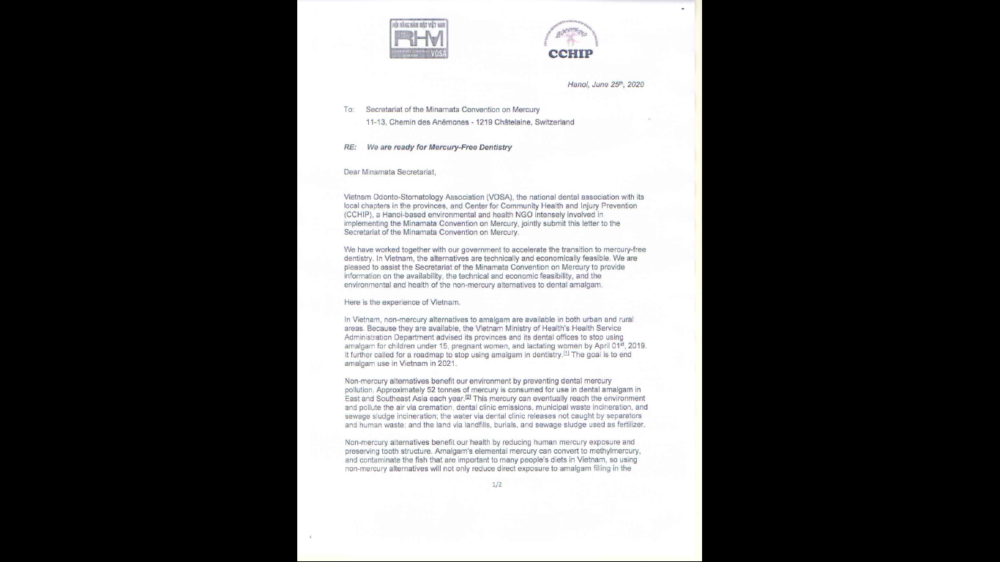 HỘI RĂNG HÀM MẶT VIỆT NAM
RHM
VOSA
CCHIP
Hanoi, June 25th, 2020
To: Secretariat of the Minamata Convention on Mercury
11-13, Chemin des Anémones - 1219 Châtelaine, Switzerland
RE: We are ready for Mercury-Free Dentistry
Dear Minamata Secretariat,
Vietnam Odonto-Stomatology Association (VOSA), the national dental association with its
local chapters in the provinces, and Center for Community Health and Injury Prevention
(CCHIP), a Hanoi-based environmental and health NGO intensely involved in
implementing the Minamata Convention on Mercury, jointly submit this letter to the
Secretariat of the Minamata Convention on Mercury.
We have worked together with our government to accelerate the transition to mercury-free
dentistry. In Vietnam, the alternatives are technically and economically feasible. We are
pleased to assist the Secretariat of the Minamata Convention on Mercury to provide
information on the availability, the technical and economic feasibility, and the
environmental and health of the non-mercury alternatives to dental amalgam.
Here is the experience of Vietnam.
In Vietnam, non-mercury alternatives to amalgam are available in both urban and rural
areas. Because they are available, the Vietnam Ministry of Health's Health Service
Administration Department advised its provinces and its dental offices to stop using
amalgam for children under 15, pregnant women, and lactating women by April 01st, 2019.
It further called for a roadmap to stop using amalgam in dentistry.[1] The goal is to end
amalgam use in Vietnam in 2021.
Non-mercury alternatives benefit our environment by preventing dental mercury
pollution. Approximately 52 tonnes of mercury is consumed for use in dental amalgam in
East and Southeast Asia each year.[2] This mercury can eventually reach the environment
and pollute the air via cremation, dental clinic emissions, municipal waste incineration, and
sewage sludge incineration; the water via dental clinic releases not caught by separators
and human waste; and the land via landfills, burials, and sewage sludge used as fertilizer.
Non-mercury alternatives benefit our health by reducing human mercury exposure and
preserving tooth structure. Amalgam's elemental mercury can convert to methylmercury,
and contaminate the fish that are important to many people's diets in Vietnam, so using
non-mercury alternatives will not only reduce direct exposure to amalgam filling in the
1/2